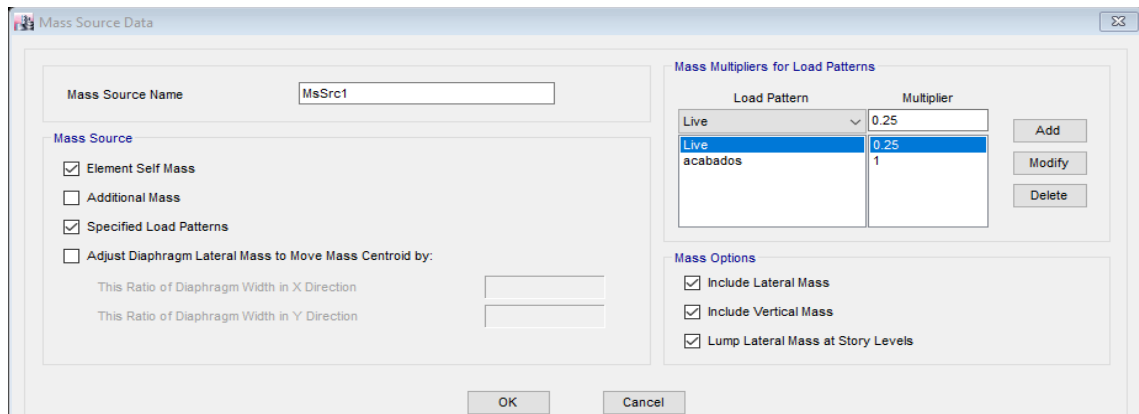 Mass Source Data
Mass Source Name
MsSrc1
Mass Source
Element Self Mass
Additional Mass
Specified Load Patterns
Adjust Diaphragm Lateral Mass to Move Mass Centroid by:
This Ratio of Diaphragm Width in X Direction
This Ratio of Diaphragm Width in Y Direction
Mass Multipliers for Load Patterns
Load Pattern Multiplier
Live 0.25
Live 0.25
acabados 1
Add
Modify
Delete
Mass Options
Include Lateral Mass
Include Vertical Mass
Lump Lateral Mass at Story Levels
OK Cancel